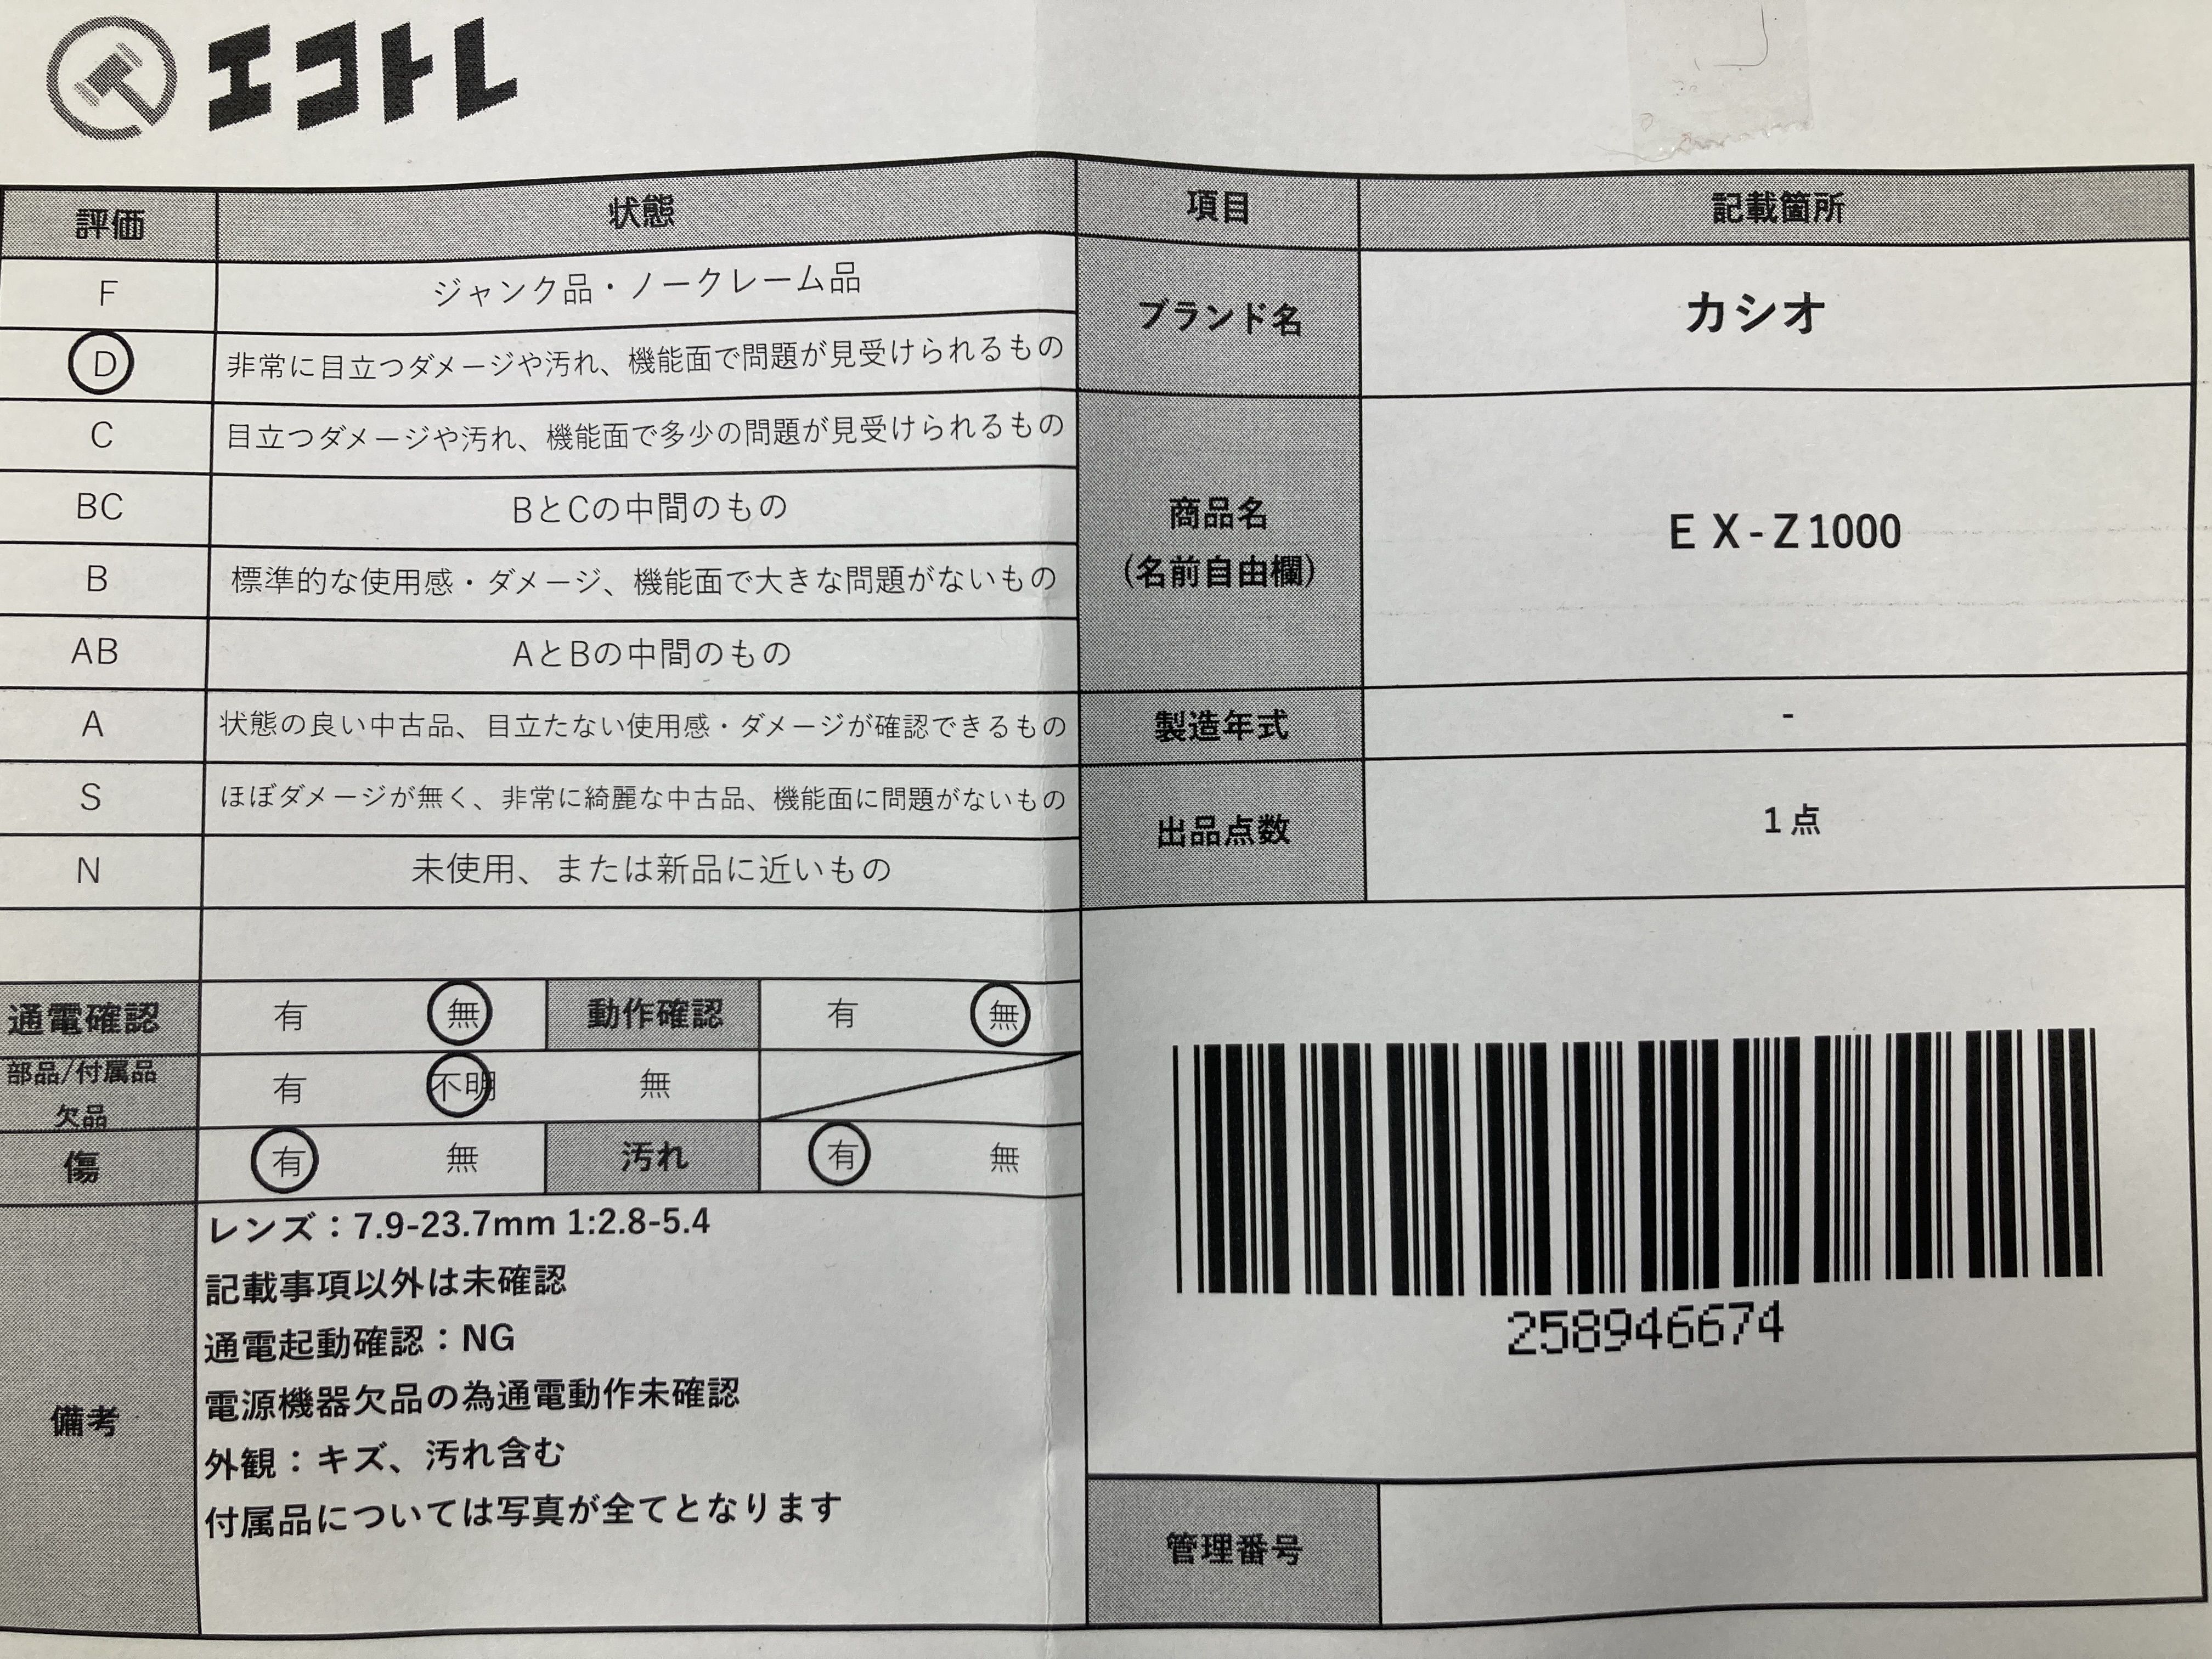 エコトレ
評価 状態 項目 記載箇所
F ジャンク品・ノークレーム品
D 非常に目立つダメージや汚れ、機能面で問題が見受けられるもの
C 目立つダメージや汚れ、機能面で多少の問題が見受けられるもの
BC BとCの中間のもの
B 標準的な使用感・ダメージ、機能面で大きな問題がないもの
AB AとBの中間のもの
A 状態の良い中古品、目立たない使用感・ダメージが確認できるもの
S ほぼダメージが無く、非常に綺麗な中古品、機能面に問題がないもの
N 未使用、または新品に近いもの
ブランド名 カシオ
商品名
(名前自由欄)
EX-Z1000
製造年式 -
出品点数 1点
通電確認 有 無 動作確認 有 無
部品/付属品
欠品
有 不明 無
傷 有 無 汚れ 有 無
備考
レンズ：7.9-23.7mm 1:2.8-5.4
記載事項以外は未確認
通電起動確認：NG
電源機器欠品の為通電動作未確認
外観：キズ、汚れ含む
付属品については写真が全てとなります
258946674
管理番号